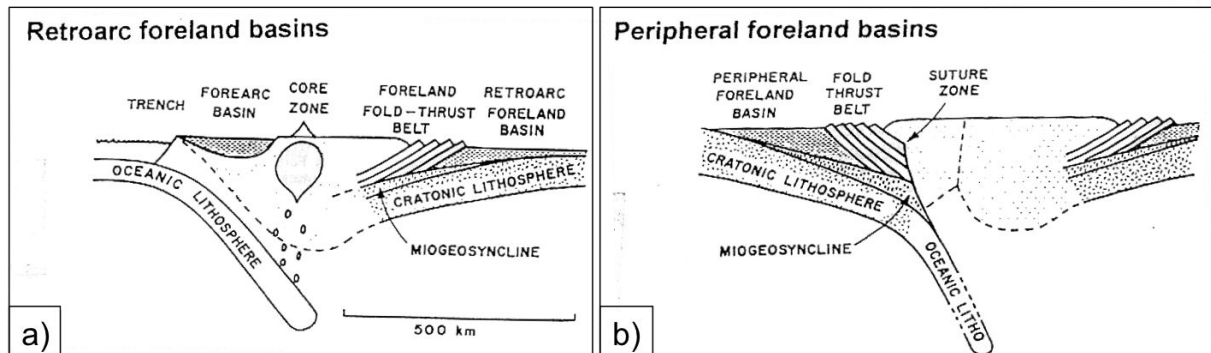 Retroarc foreland basins
TRENCH
FOREARC
BASIN
CORE
ZONE
FORELAND
FOLD-THRUST
BELT
RETROARC
FORELAND
BASIN
OCEANIC LITHOSPHERE
CRATONIC LITHOSPHERE
MIOGEOSYNCLINE
500 km
a)
Peripheral foreland basins
PERIPHERAL
FORELAND
BASIN
FOLD
THRUST
BELT
SUTURE
ZONE
CRATONIC LITHOSPHERE
MIOGEOSYNCLINE
OCEANIC LITHO
b)